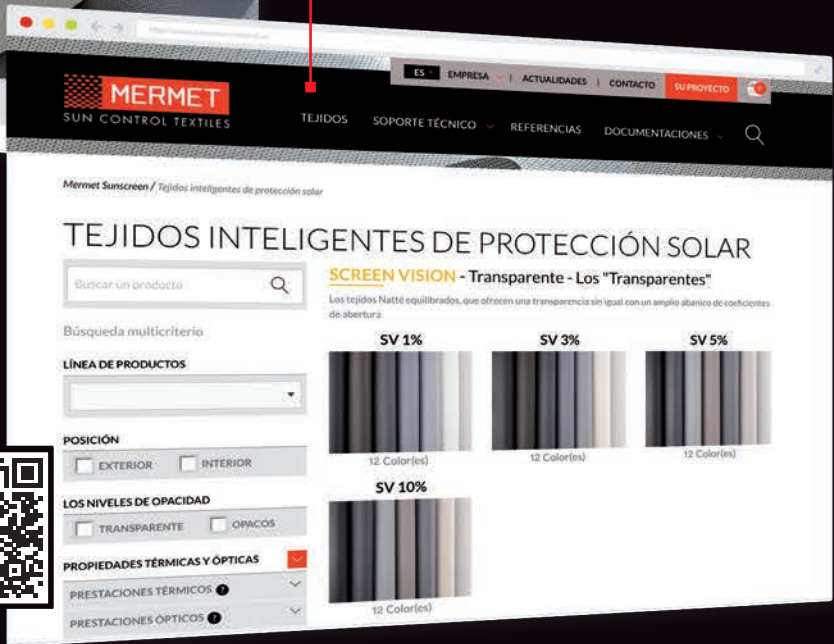 ES
EMPRESA | ACTUALIDADES | CONTACTO
SU PROYECTO
0
MERMET
SUN CONTROL TEXTILES
TEJIDOS
SOPORTE TÉCNICO
REFERENCIAS
DOCUMENTACIONES
Mermet Sunscreen / Tejidos inteligentes de protección solar
TEJIDOS INTELIGENTES DE PROTECCIÓN SOLAR
Buscar un producto
Búsqueda multicriterio
LÍNEA DE PRODUCTOS
POSICIÓN
EXTERIOR
INTERIOR
LOS NIVELES DE OPACIDAD
TRANSPARENTE
OPACOS
PROPIEDADES TÉRMICAS Y ÓPTICAS
PRESTACIONES TÉRMICOS ?
PRESTACIONES ÓPTICOS ?
SCREEN VISION - Transparente - Los "Transparentes"
Los tejidos Natté equilibrados, que ofrecen una transparencia sin igual con un amplio abanico de coeficientes
de abertura
SV 1%
SV 3%
SV 5%
12 Color(es)
12 Color(es)
12 Color(es)
SV 10%
12 Color(es)